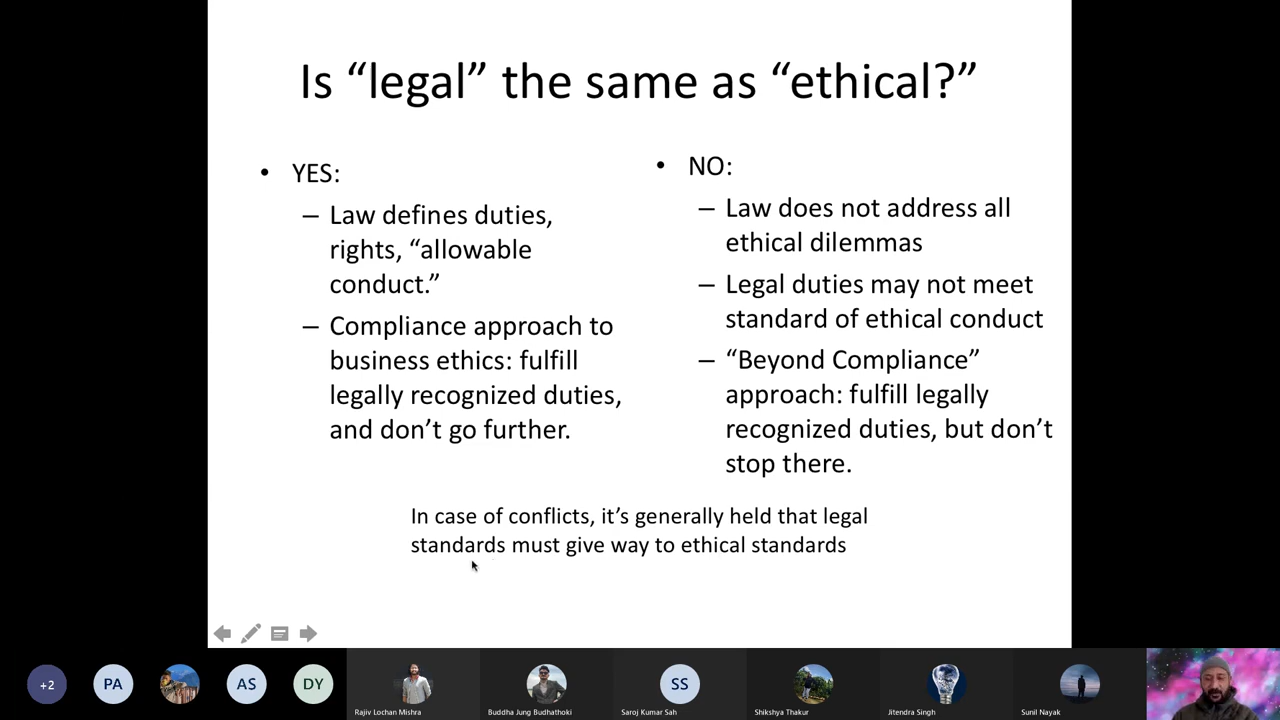 Is “legal” the same as “ethical?”
• YES:
– Law defines duties,
rights, “allowable
conduct.”
– Compliance approach to
business ethics: fulfill
legally recognized duties,
and don’t go further.
• NO:
– Law does not address all
ethical dilemmas
– Legal duties may not meet
standard of ethical conduct
– “Beyond Compliance”
approach: fulfill legally
recognized duties, but don’t
stop there.
In case of conflicts, it’s generally held that legal
standards must give way to ethical standards
+2
PA
AS
DY
Rajiv Lochan Mishra
Buddha Jung Budhathoki
SS
Saroj Kumar Sah
Shikshya Thakur
Jitendra Singh
Sunil Nayak